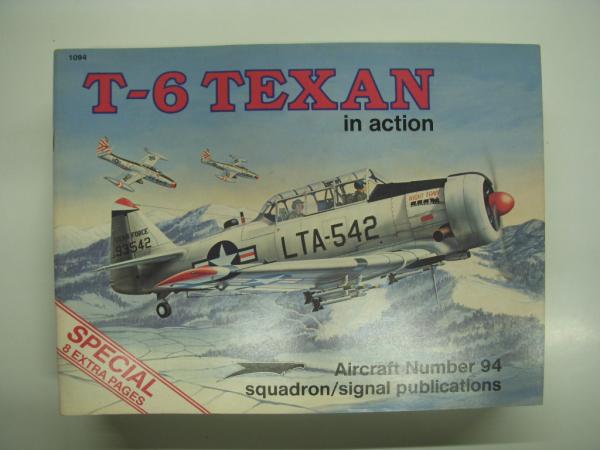 1094
T-6 TEXAN
in action
LTA-542
93542
SPECIAL
8 EXTRA PAGES
Aircraft Number 94
squadron/signal publications